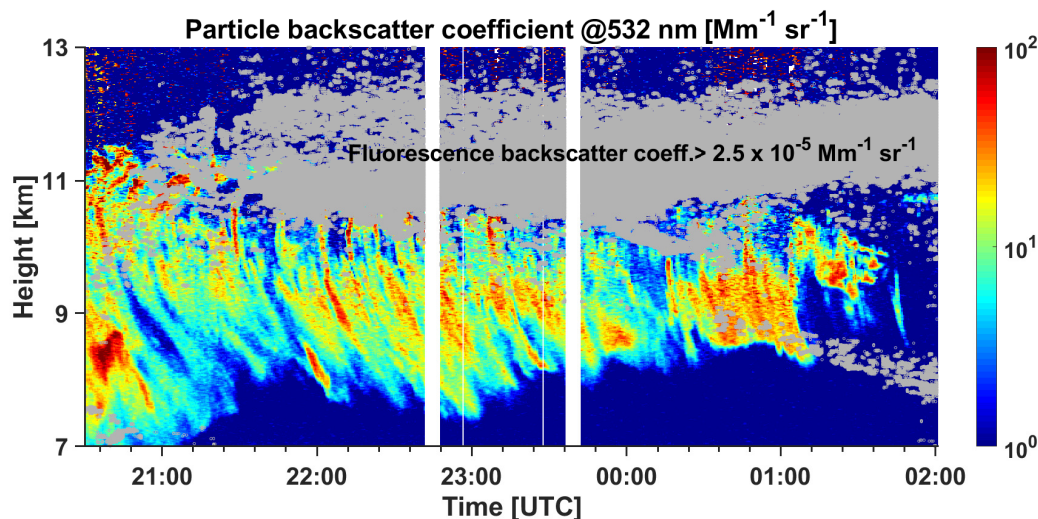 Particle backscatter coefficient @532 nm [Mm⁻¹ sr⁻¹]
13
11
9
7
Height [km]
Fluorescence backscatter coeff.> 2.5 x 10⁻⁵ Mm⁻¹ sr⁻¹
10²
10¹
10⁰
21:00 22:00 23:00 00:00 01:00 02:00
Time [UTC]